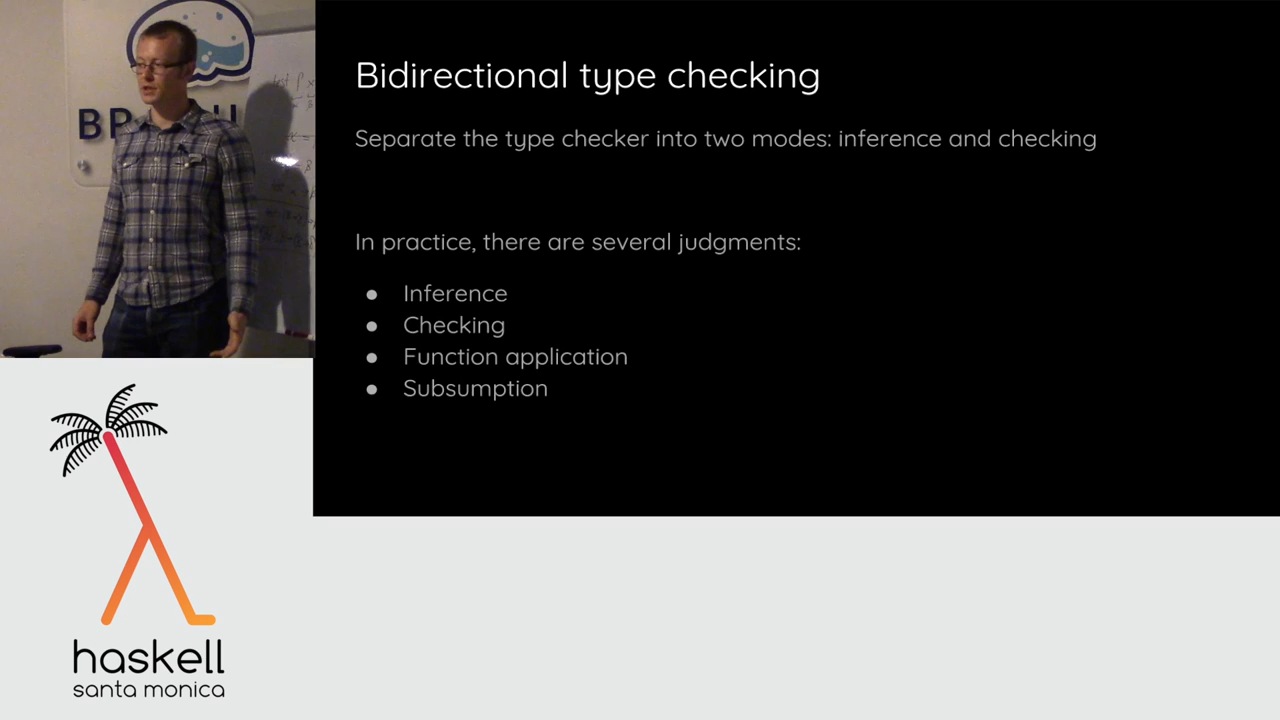 Bidirectional type checking
Separate the type checker into two modes: inference and checking
In practice, there are several judgments:
● Inference
● Checking
● Function application
● Subsumption
haskell
santa monica